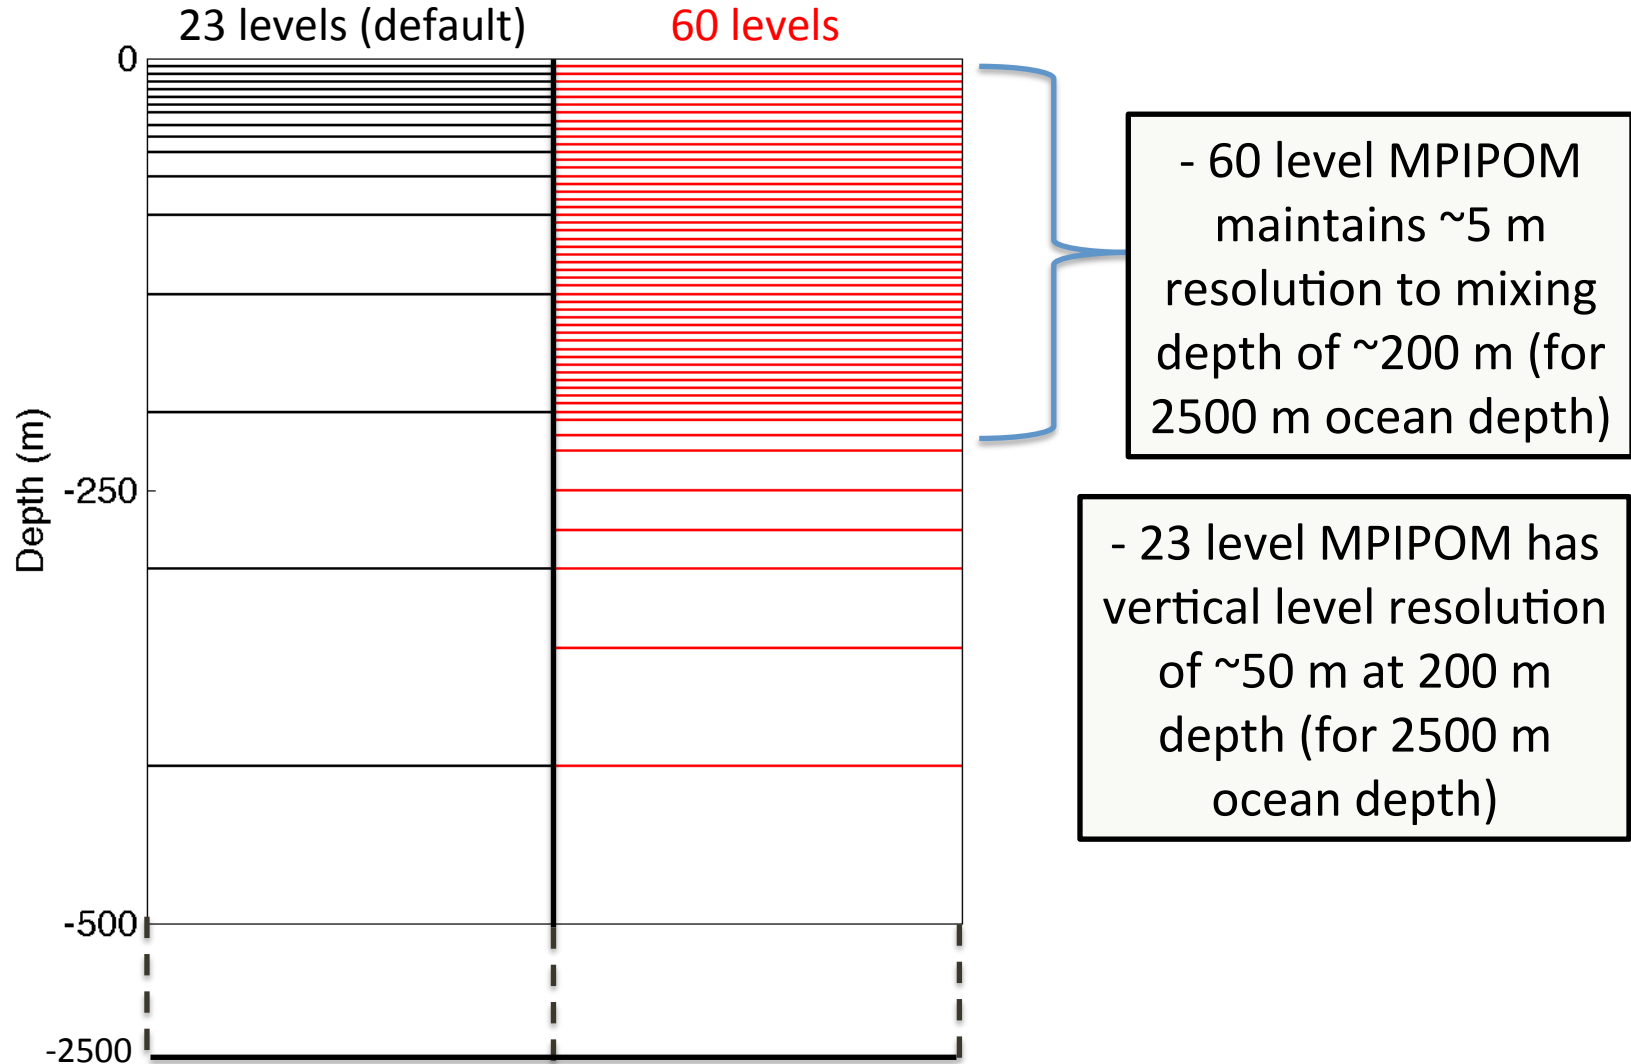 23 levels (default)
60 levels
0
-250
-500
-2500
Depth (m)
- 60 level MPIPOM
maintains ~5 m
resolution to mixing
depth of ~200 m (for
2500 m ocean depth)
- 23 level MPIPOM has
vertical level resolution
of ~50 m at 200 m
depth (for 2500 m
ocean depth)